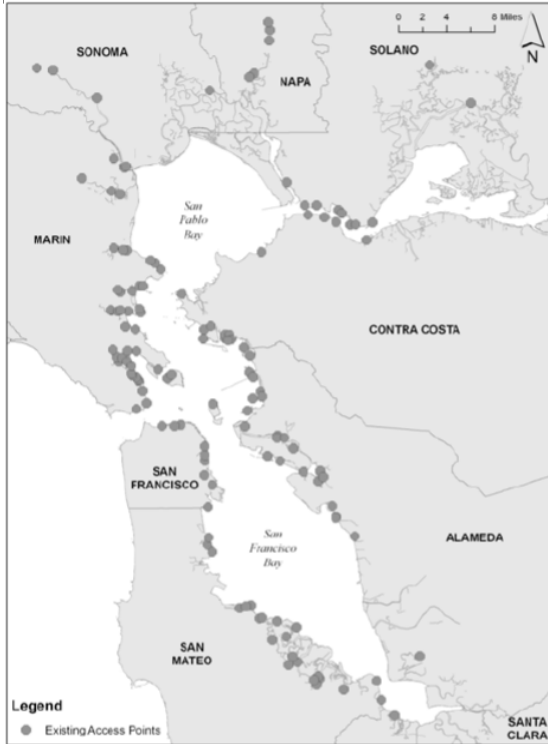 0 2 4 8 Miles
N
SONOMA
SOLANO
NAPA
San
Pablo
Bay
MARIN
CONTRA COSTA
SAN
FRANCISCO
San
Francisco
Bay
ALAMEDA
SAN
MATEO
Legend
Existing Access Points
SANTA
CLARA